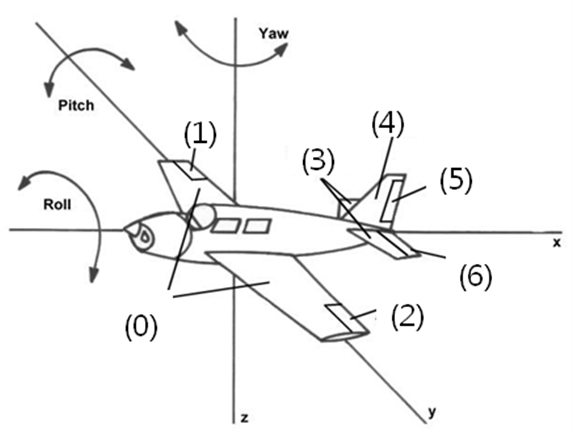 Yaw
Pitch
(1)
(4)
(3)
(5)
Roll
x
(6)
(0)
(2)
z
y